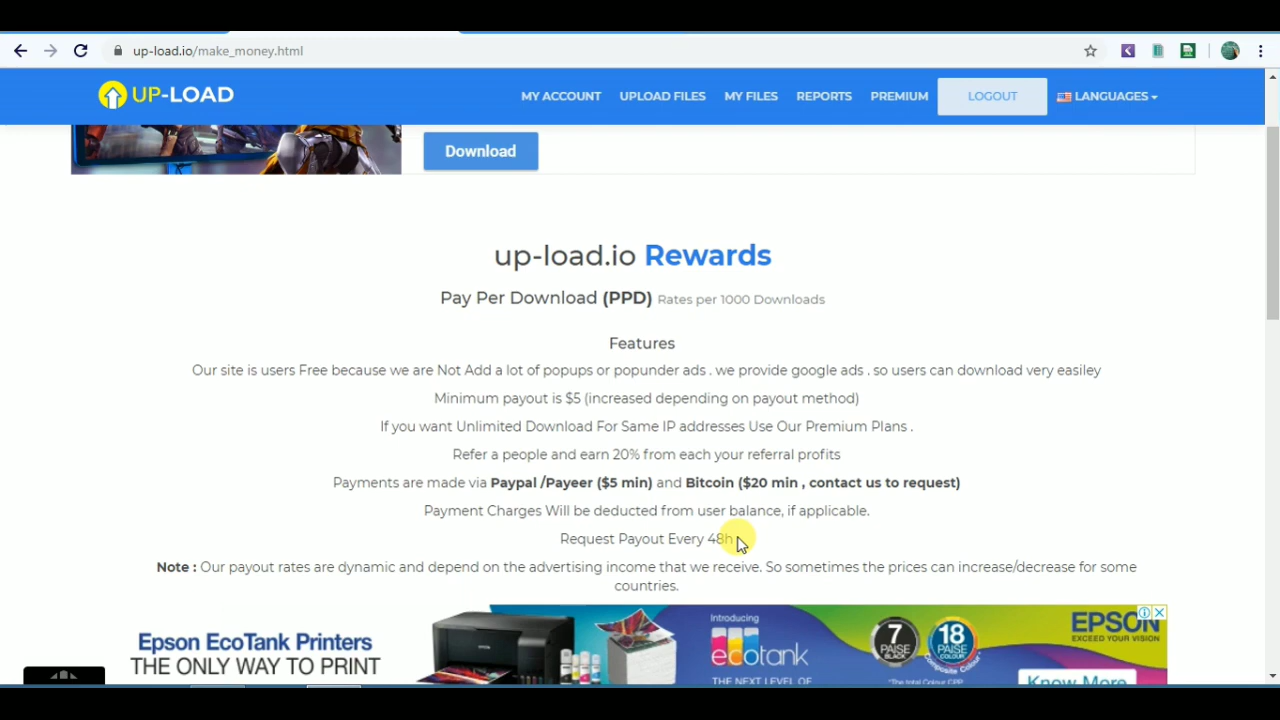 up-load.io/make_money.html
UP-LOAD
MY ACCOUNT UPLOAD FILES MY FILES REPORTS PREMIUM LOGOUT LANGUAGES
Download
up-load.io Rewards
Pay Per Download (PPD) Rates per 1000 Downloads
Features
Our site is users Free because we are Not Add a lot of popups or popunder ads . we provide google ads . so users can download very easiley
Minimum payout is $5 (increased depending on payout method)
If you want Unlimited Download For Same IP addresses Use Our Premium Plans .
Refer a people and earn 20% from each your referral profits
Payments are made via Paypal /Payeer ($5 min) and Bitcoin ($20 min , contact us to request)
Payment Charges Will be deducted from user balance, if applicable.
Request Payout Every 48h
Note : Our payout rates are dynamic and depend on the advertising income that we receive. So sometimes the prices can increase/decrease for some
countries.
Epson EcoTank Printers
THE ONLY WAY TO PRINT
Introducing
ecotank
THE NEXT LEVEL OF
7
PAISE
BLACK
18
PAISE
COLOUR
EPSON
EXCEED YOUR VISION
Know More